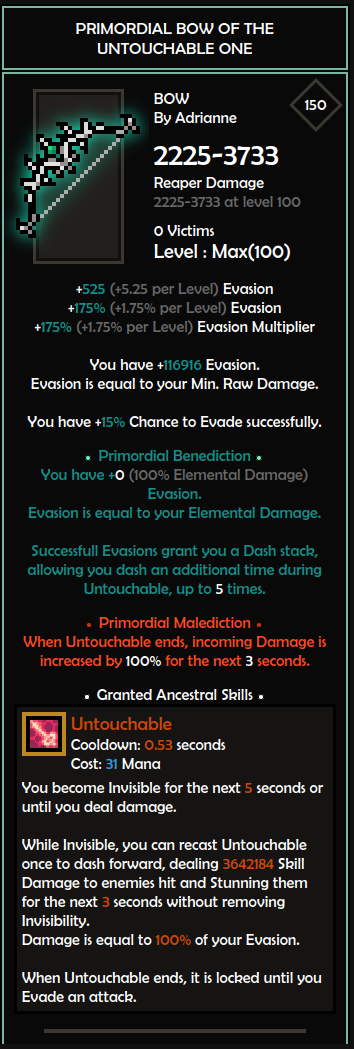 PRIMORDIAL BOW OF THE
UNTOUCHABLE ONE
BOW
By Adrianne
150
2225-3733
Reaper Damage
2225-3733 at level 100
0 Victims
Level : Max(100)
+525 (+5.25 per Level) Evasion
+175% (+1.75% per Level) Evasion
+175% (+1.75% per Level) Evasion Multiplier
You have +116916 Evasion.
Evasion is equal to your Min. Raw Damage.
You have +15% Chance to Evade successfully.
• Primordial Benediction •
You have +0 (100% Elemental Damage)
Evasion.
Evasion is equal to your Elemental Damage.
Successfull Evasions grant you a Dash stack,
allowing you dash an additional time during
Untouchable, up to 5 times.
• Primordial Malediction •
When Untouchable ends, incoming Damage is
increased by 100% for the next 3 seconds.
• Granted Ancestral Skills •
Untouchable
Cooldown: 0.53 seconds
Cost: 31 Mana
You become Invisible for the next 5 seconds or
until you deal damage.
While Invisible, you can recast Untouchable
once to dash forward, dealing 3642184 Skill
Damage to enemies hit and Stunning them
for the next 3 seconds without removing
Invisibility.
Damage is equal to 100% of your Evasion.
When Untouchable ends, it is locked until you
Evade an attack.